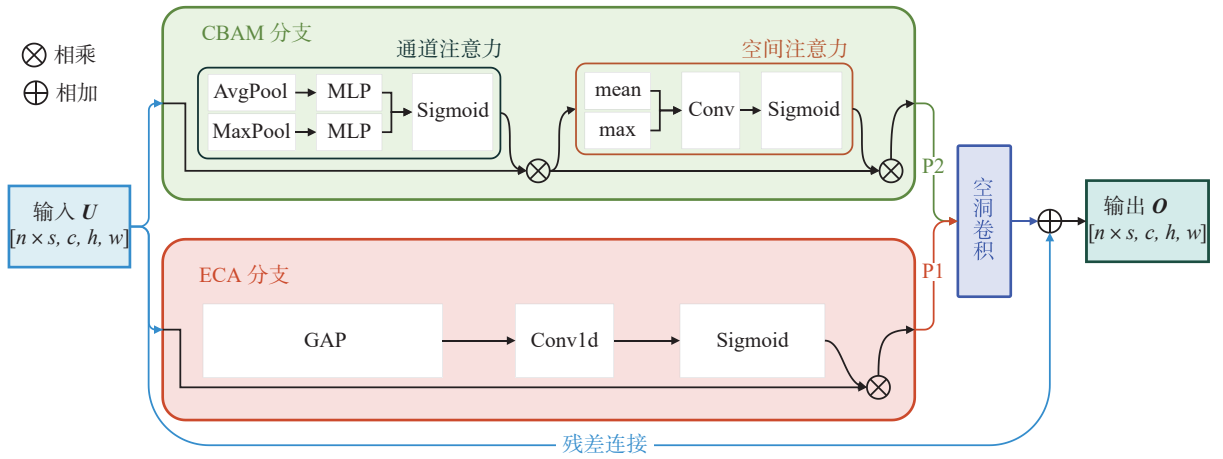 相乘
相加
CBAM 分支
通道注意力
AvgPool
MLP
MaxPool
MLP
Sigmoid
空间注意力
mean
max
Conv
Sigmoid
P2
输入 U
[n × s, c, h, w]
ECA 分支
GAP
Conv1d
Sigmoid
P1
空洞卷积
输出 O
[n × s, c, h, w]
残差连接